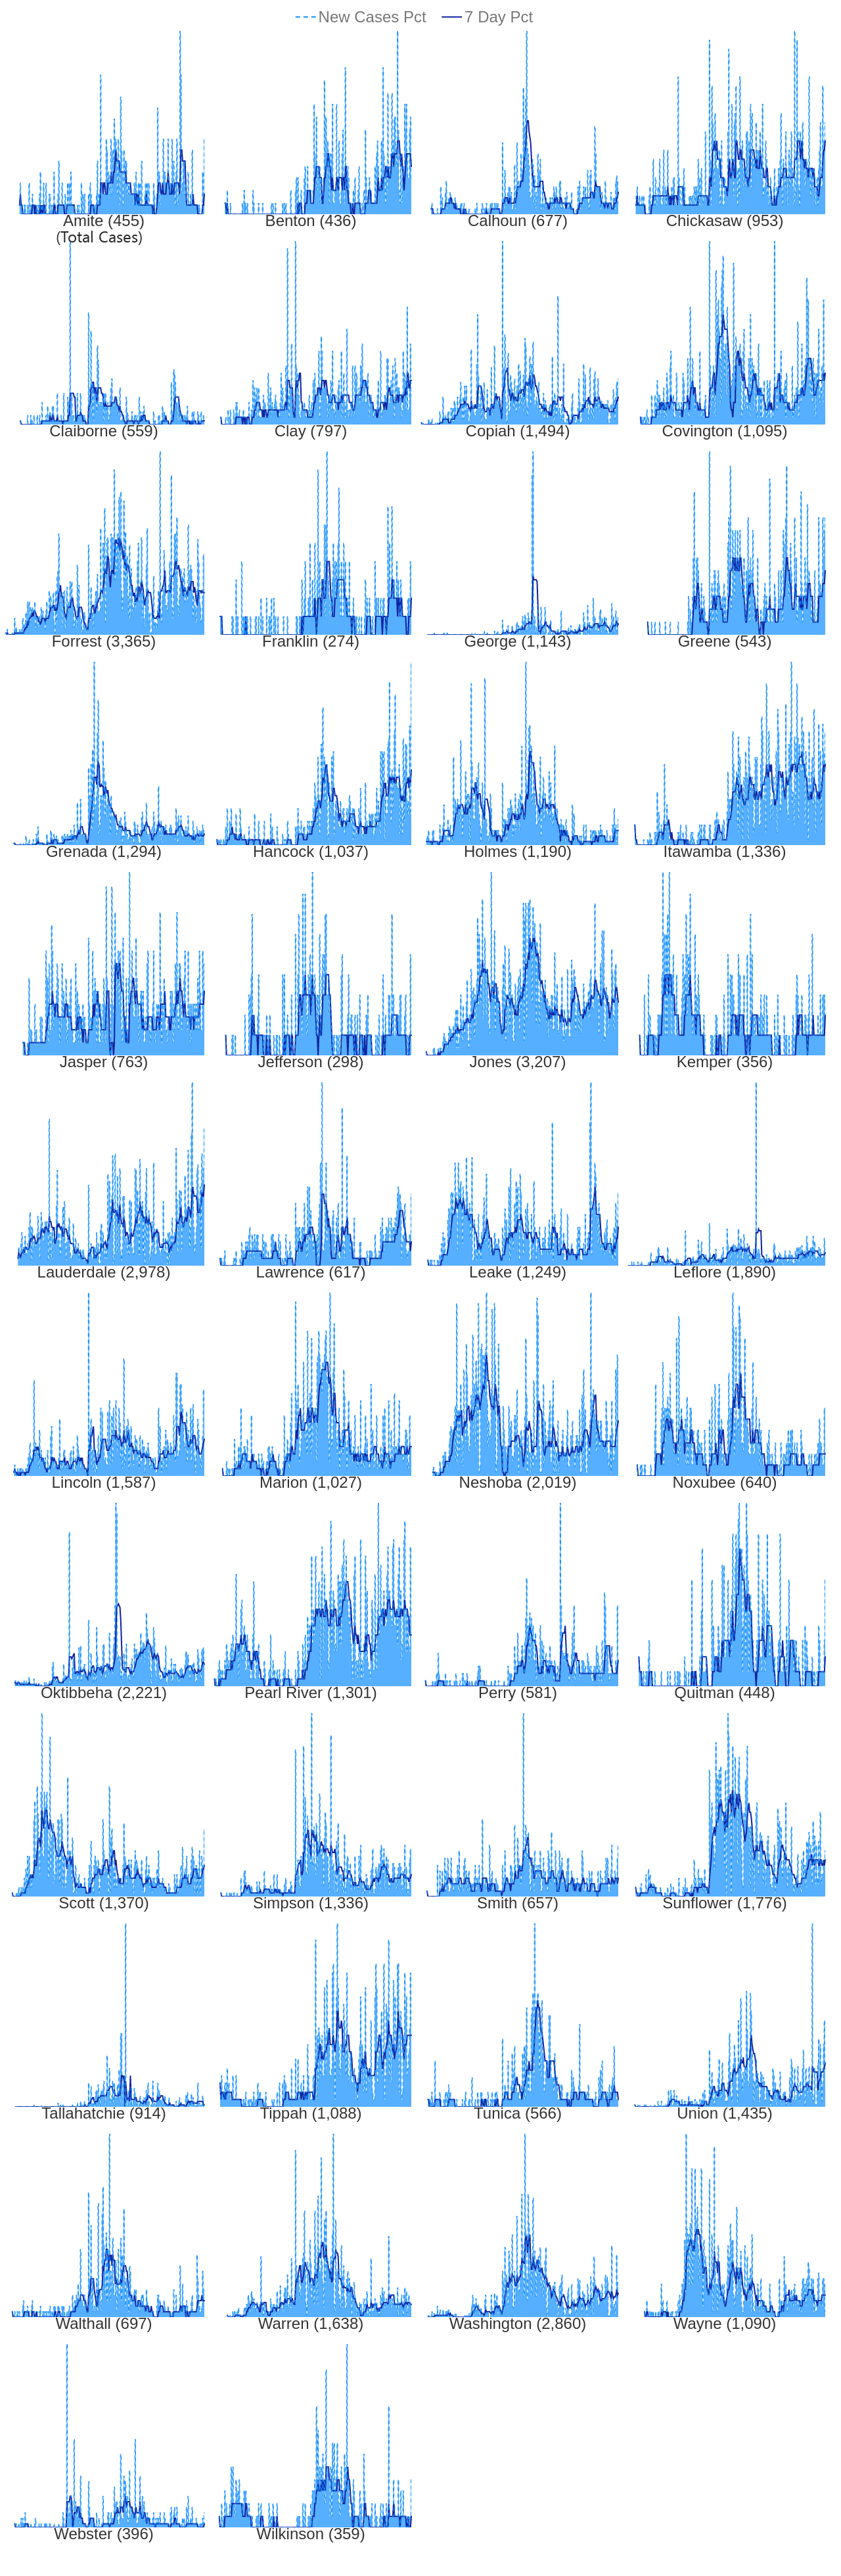 New Cases Pct 7 Day Pct
Amite (455) Benton (436) Calhoun (677) Chickasaw (953)
(Total Cases)
Claiborne (559) Clay (797) Copiah (1,494) Covington (1,095)
Forrest (3,365) Franklin (274) George (1,143) Greene (543)
Grenada (1,294) Hancock (1,037) Holmes (1,190) Itawamba (1,336)
Jasper (763) Jefferson (298) Jones (3,207) Kemper (356)
Lauderdale (2,978) Lawrence (617) Leake (1,249) Leflore (1,890)
Lincoln (1,587) Marion (1,027) Neshoba (2,019) Noxubee (640)
Oktibbeha (2,221) Pearl River (1,301) Perry (581) Quitman (448)
Scott (1,370) Simpson (1,336) Smith (657) Sunflower (1,776)
Tallahatchie (914) Tippah (1,088) Tunica (566) Union (1,435)
Walthall (697) Warren (1,638) Washington (2,860) Wayne (1,090)
Webster (396) Wilkinson (359)